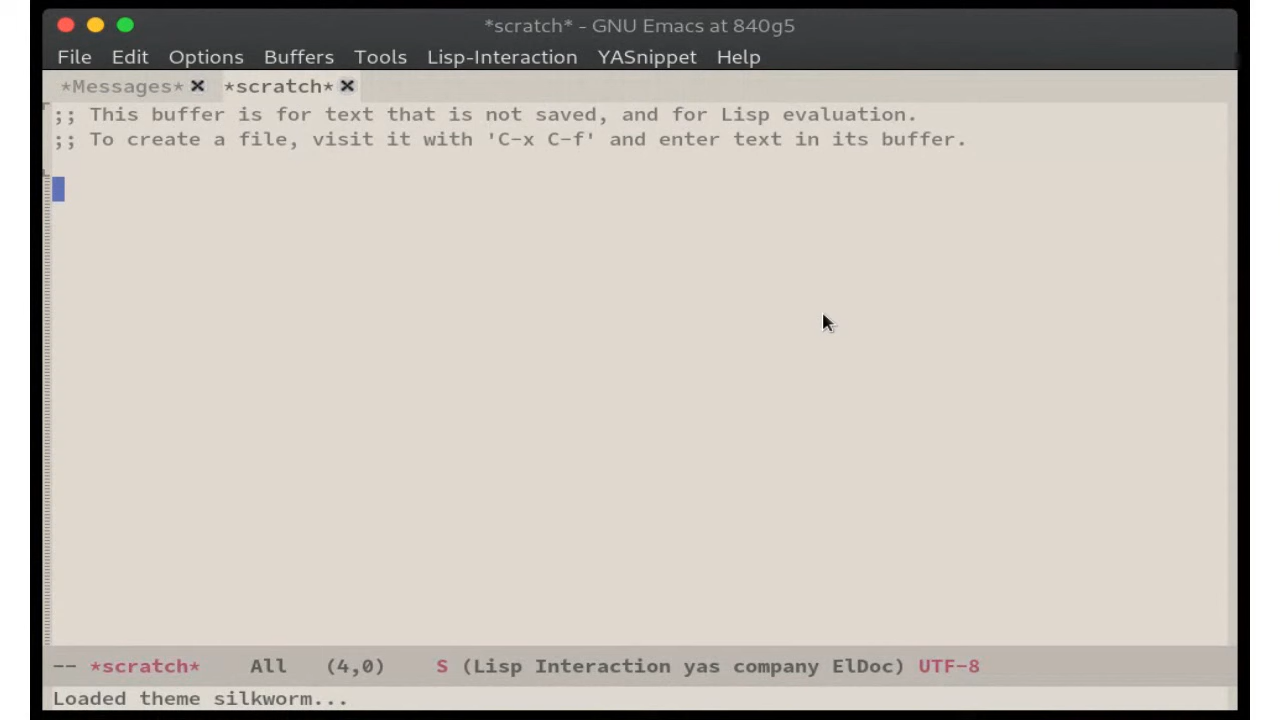 *scratch* - GNU Emacs at 840g5
File Edit Options Buffers Tools Lisp-Interaction YASnippet Help
*Messages* × *scratch* ×
;; This buffer is for text that is not saved, and for Lisp evaluation.
;; To create a file, visit it with 'C-x C-f' and enter text in its buffer.
-- *scratch* All (4,0) S (Lisp Interaction yas company ElDoc) UTF-8
Loaded theme silkworm...